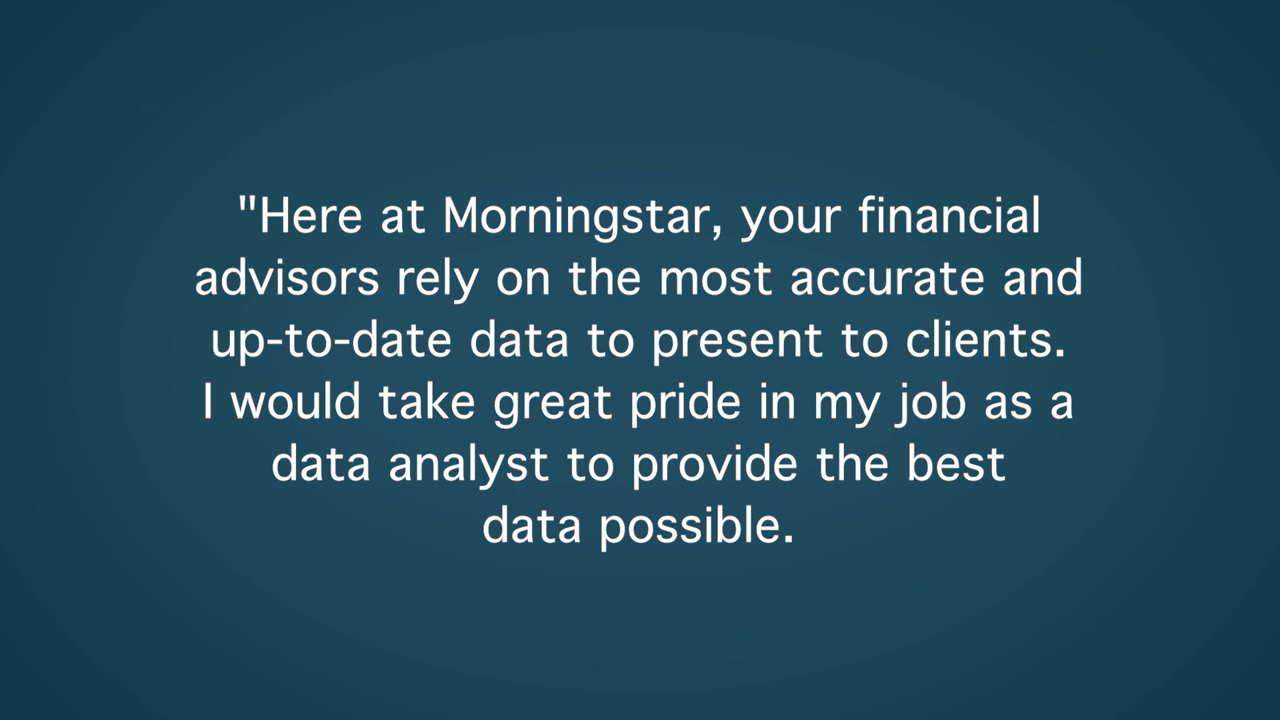 "Here at Morningstar, your financial
advisors rely on the most accurate and
up-to-date data to present to clients.
I would take great pride in my job as a
data analyst to provide the best
data possible.